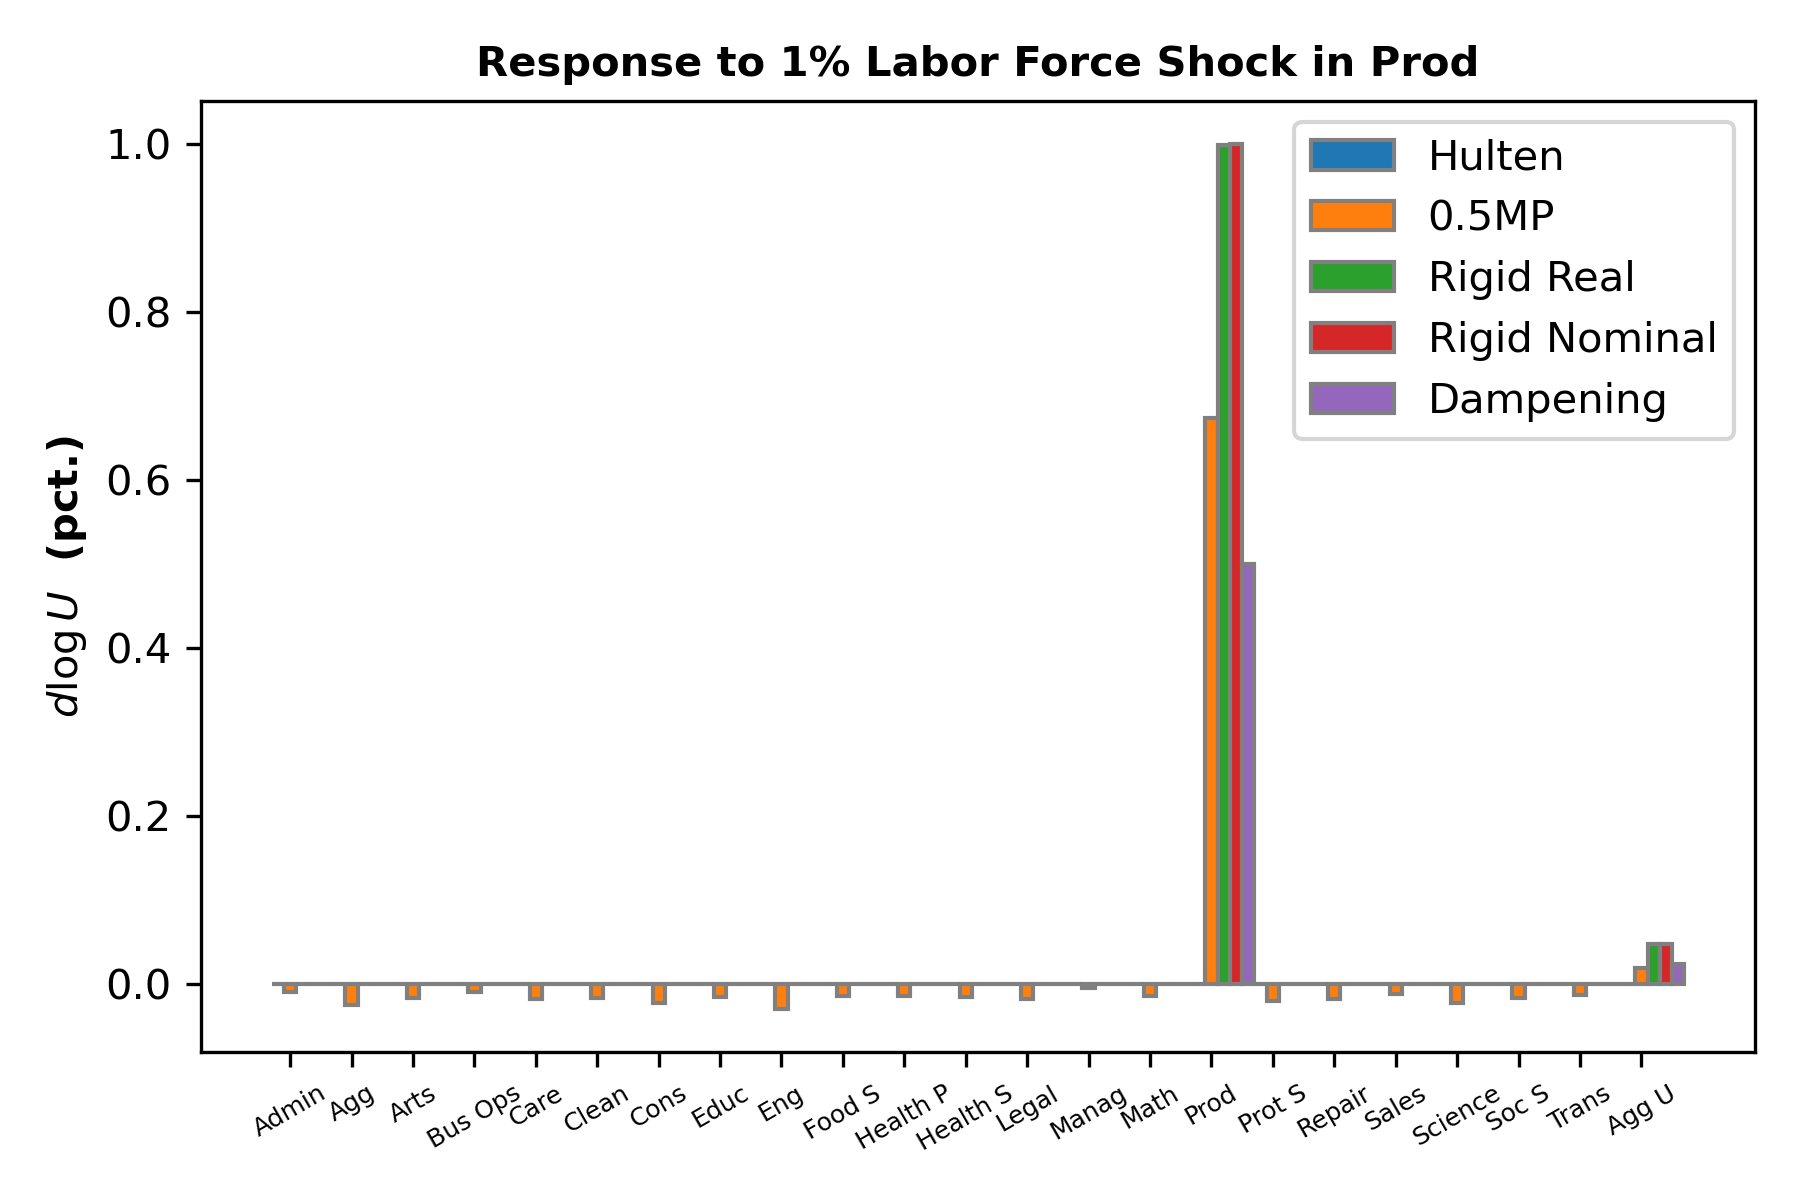 Response to 1% Labor Force Shock in Prod
Hulten
0.5MP
Rigid Real
Rigid Nominal
Dampening
dlog U (pct.)
1.0
0.8
0.6
0.4
0.2
0.0
Admin Agg Arts Bus Ops Care Clean Cons Educ Eng Food S Health P Health S Legal Manag Math Prod Prot S Repair Sales Science Soc S Trans Agg U